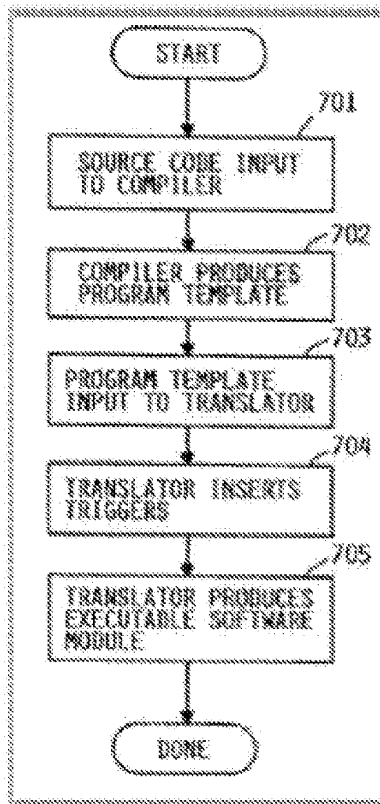 START
701
SOURCE CODE INPUT
TO COMPILER
702
COMPILER PRODUCES
PROGRAM TEMPLATE
703
PROGRAM TEMPLATE
INPUT TO TRANSLATOR
704
TRANSLATOR INSERTS
TRIGGERS
705
TRANSLATOR PRODUCES
EXECUTABLE SOFTWARE
MODULE
DONE